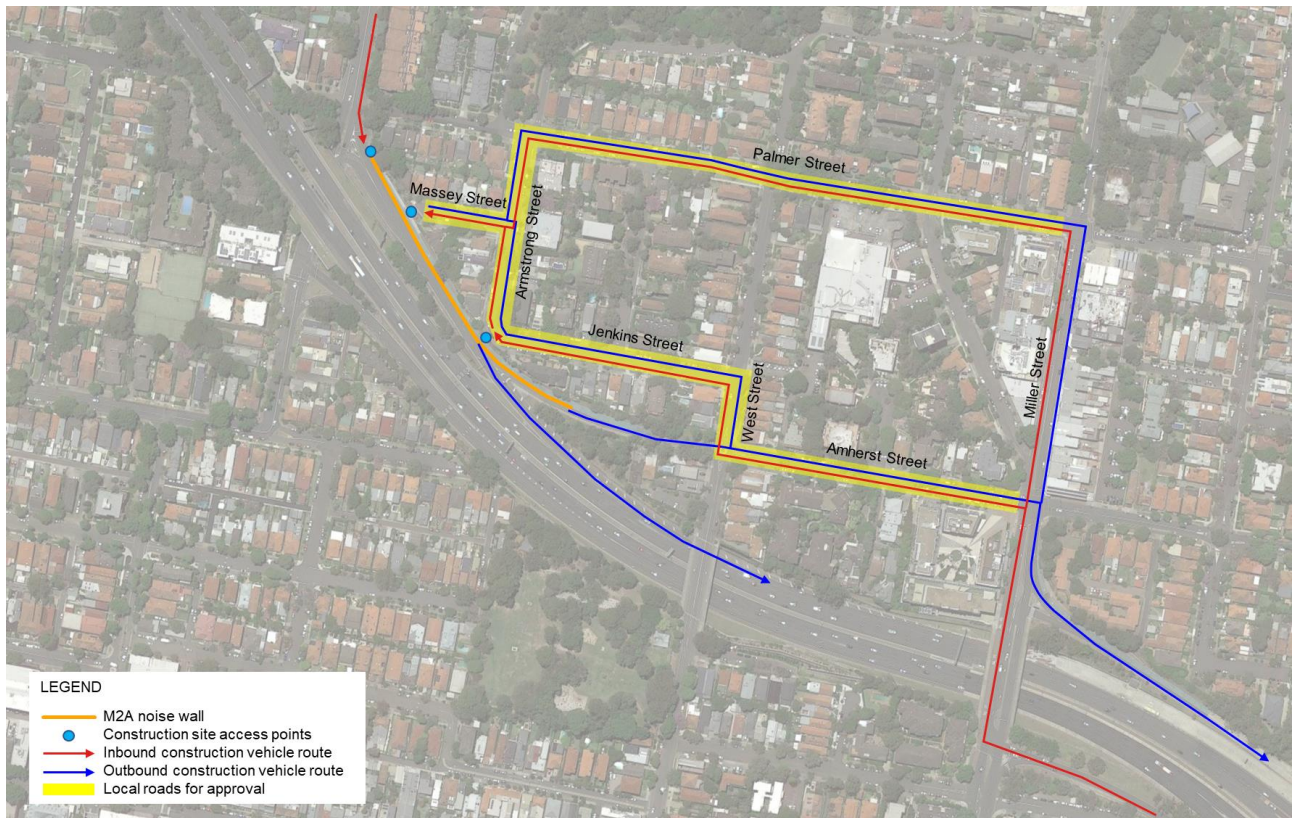 Palmer Street
Massey Street
Armstrong Street
Jenkins Street
Miller Street
West Street
Amherst Street
LEGEND
M2A noise wall
Construction site access points
Inbound construction vehicle route
Outbound construction vehicle route
Local roads for approval